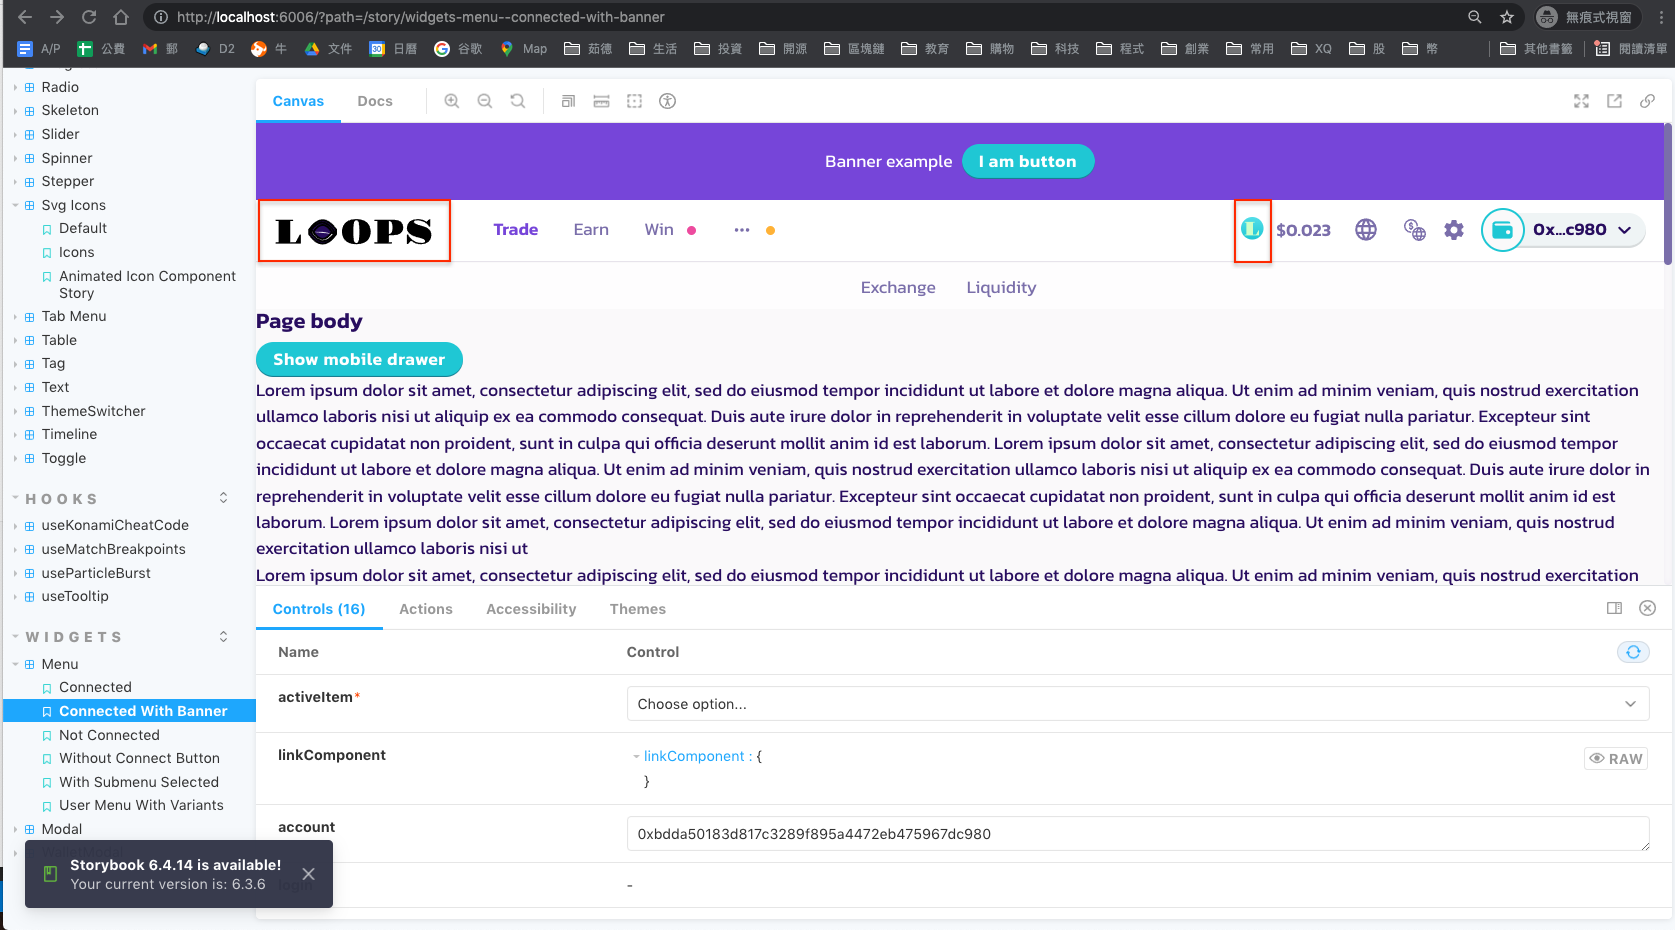 http://localhost:6006/?path=/story/widgets-menu--connected-with-banner
無痕式視窗
A/P
公費
郵
D2
牛
文件
日曆
谷歌
Map
茹德
生活
投資
開源
區塊鏈
教育
購物
科技
程式
創業
常用
XQ
股
幣
其他書籤
閱讀清單
Radio
Skeleton
Slider
Spinner
Stepper
Svg Icons
Default
Icons
Animated Icon Component
Story
Tab Menu
Table
Tag
Text
ThemeSwitcher
Timeline
Toggle
HOOKS
useKonamiCheatCode
useMatchBreakpoints
useParticleBurst
useTooltip
WIDGETS
Menu
Connected
Connected With Banner
Not Connected
Without Connect Button
With Submenu Selected
User Menu With Variants
Modal
Storybook 6.4.14 is available!
Your current version is: 6.3.6
Canvas
Docs
Banner example
I am button
LOOPS
Trade
Earn
Win
L
$0.023
0x...c980
Exchange
Liquidity
Page body
Show mobile drawer
Lorem ipsum dolor sit amet, consectetur adipiscing elit, sed do eiusmod tempor incididunt ut labore et dolore magna aliqua. Ut enim ad minim veniam, quis nostrud exercitation
ullamco laboris nisi ut aliquip ex ea commodo consequat. Duis aute irure dolor in reprehenderit in voluptate velit esse cillum dolore eu fugiat nulla pariatur. Excepteur sint
occaecat cupidatat non proident, sunt in culpa qui officia deserunt mollit anim id est laborum. Lorem ipsum dolor sit amet, consectetur adipiscing elit, sed do eiusmod tempor
incididunt ut labore et dolore magna aliqua. Ut enim ad minim veniam, quis nostrud exercitation ullamco laboris nisi ut aliquip ex ea commodo consequat. Duis aute irure dolor in
reprehenderit in voluptate velit esse cillum dolore eu fugiat nulla pariatur. Excepteur sint occaecat cupidatat non proident, sunt in culpa qui officia deserunt mollit anim id est
laborum. Lorem ipsum dolor sit amet, consectetur adipiscing elit, sed do eiusmod tempor incididunt ut labore et dolore magna aliqua. Ut enim ad minim veniam, quis nostrud
exercitation ullamco laboris nisi ut
Lorem ipsum dolor sit amet, consectetur adipiscing elit, sed do eiusmod tempor incididunt ut labore et dolore magna aliqua. Ut enim ad minim veniam, quis nostrud exercitation
Controls (16)
Actions
Accessibility
Themes
Name
Control
activeItem*
Choose option...
linkComponent
linkComponent : {
}
RAW
account
0xbdda50183d817c3289f895a4472eb475967dc980
-